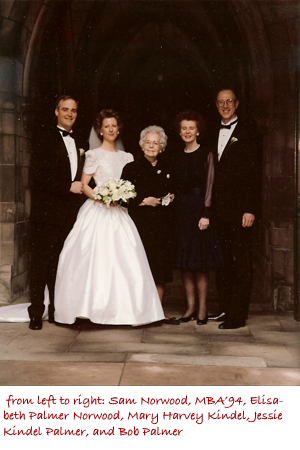 from left to right: Sam Norwood, MBA'94, Elisa-
beth Palmer Norwood, Mary Harvey Kindel, Jessie
Kindel Palmer, and Bob Palmer